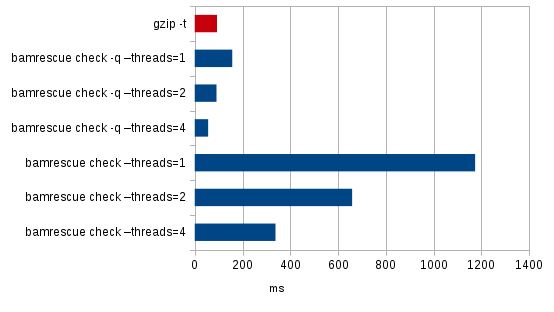 gzip -t
bamrescue check -q –threads=1
bamrescue check -q –threads=2
bamrescue check -q –threads=4
bamrescue check –threads=1
bamrescue check –threads=2
bamrescue check –threads=4
0 200 400 600 800 1000 1200 1400
ms